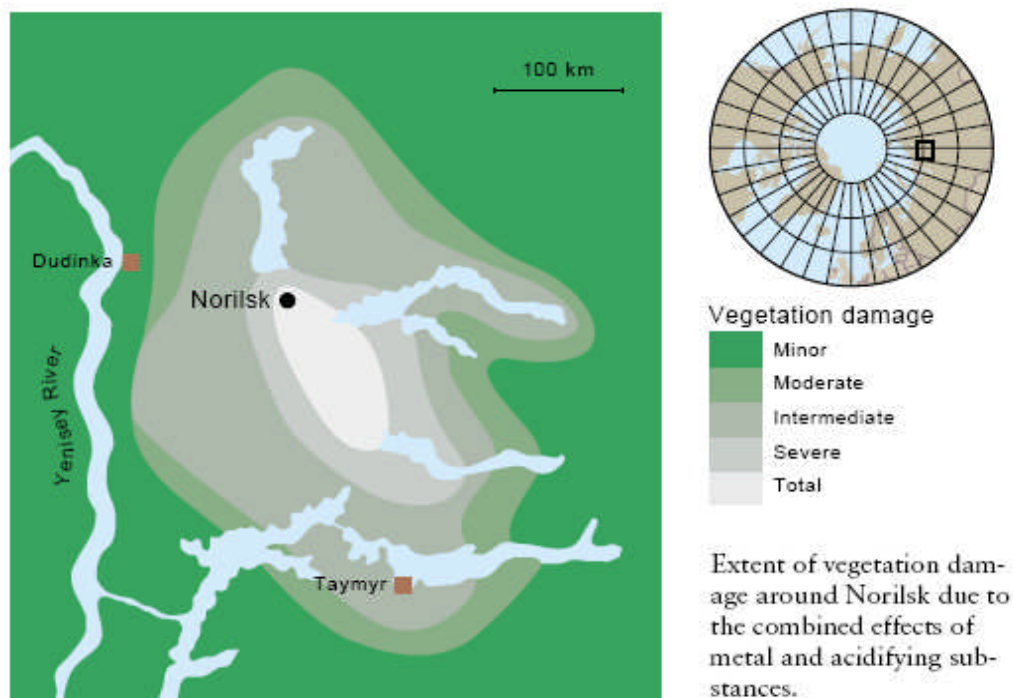 100 km
Dudinka
Norilsk
Yenisey River
Taymyr
Vegetation damage
Minor
Moderate
Intermediate
Severe
Total
Extent of vegetation dam-
age around Norilsk due to
the combined effects of
metal and acidifying sub-
stances.